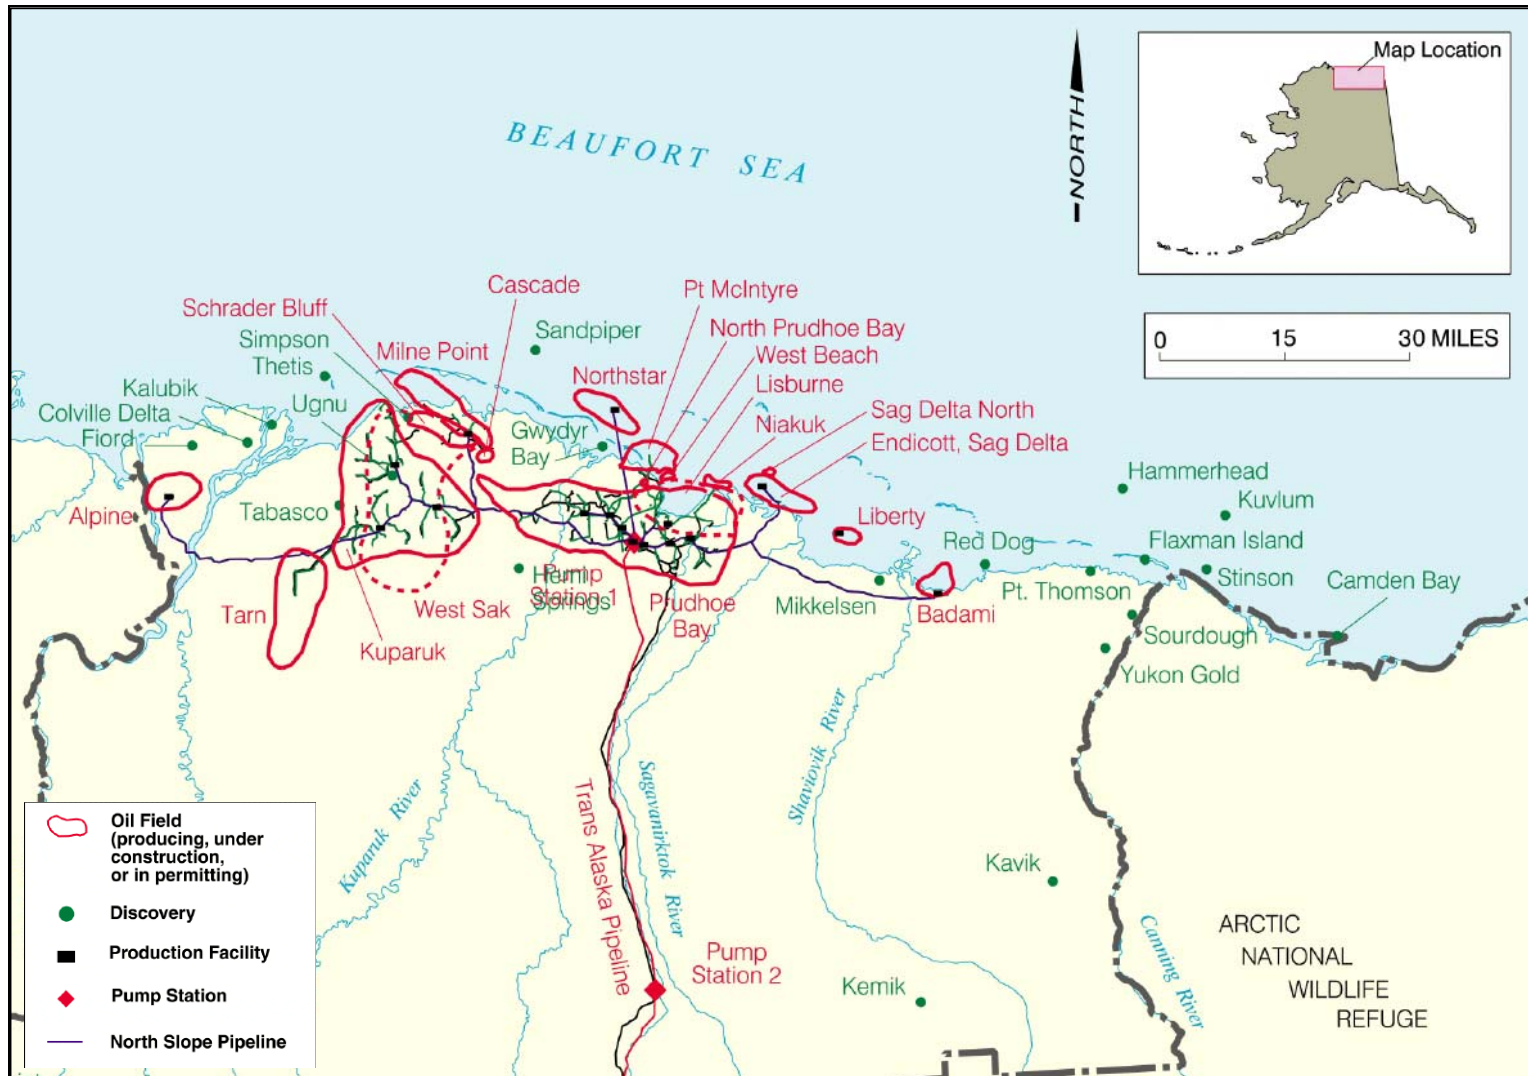 Map Location
NORTH
BEAUFORT SEA
0 15 30 MILES
Cascade
Pt McIntyre
Schrader Bluff
Sandpiper
North Prudhoe Bay
Simpson
Thetis
Milne Point
West Beach
Northstar
Lisburne
Kalubik
Ugnu
Sag Delta North
Colville Delta
Fiord
Gwydyr
Bay
Niakuk
Endicott, Sag Delta
Hammerhead
Kuvlum
Alpine
Tabasco
Liberty
Red Dog
Flaxman Island
Hemi
Springs
Pump
Station 1
Stinson
Camden Bay
Tarn
West Sak
Prudhoe
Bay
Mikkelsen
Badami
Pt. Thomson
Sourdough
Kuparuk
Yukon Gold
Kuparuk River
Trans Alaska Pipeline
Sagavanirktok River
Shaviovik River
Kavik
Canning River
Pump
Station 2
Kemik
ARCTIC
NATIONAL
WILDLIFE
REFUGE
Oil Field
(producing, under
construction,
or in permitting)
Discovery
Production Facility
Pump Station
North Slope Pipeline